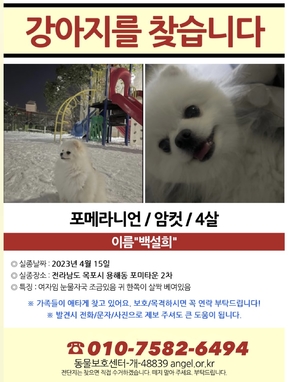 강아지를 찾습니다
포메라니언 / 암컷 / 4살
이름"백설희"
◎ 실종날짜 : 2023년 4월 15일
◎ 실종장소 : 전라남도 목포시 용해동 포미타운 2차
◎ 특징 : 여자임 눈물자국 조금있음 귀 한쪽이 살짝 베어있음
※ 가족들이 애타게 찾고 있어요. 보호/목격하시면 꼭 연락 부탁드립니다!
※ 발견시 전화/문자/사진으로 제보 주셔도 큰 도움이 됩니다.
☎010-7582-6494
동물보호센터-개-48839 angel.or.kr
전단지는 찾으면 직접 수거하겠습니다. 떼지 말아 주세요. 부탁드립니다.